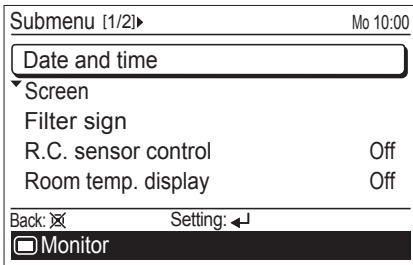 Submenu [1/2]▸ Mo 10:00
Date and time
Screen
Filter sign
R.C. sensor control Off
Room temp. display Off
Back: Setting:
Monitor